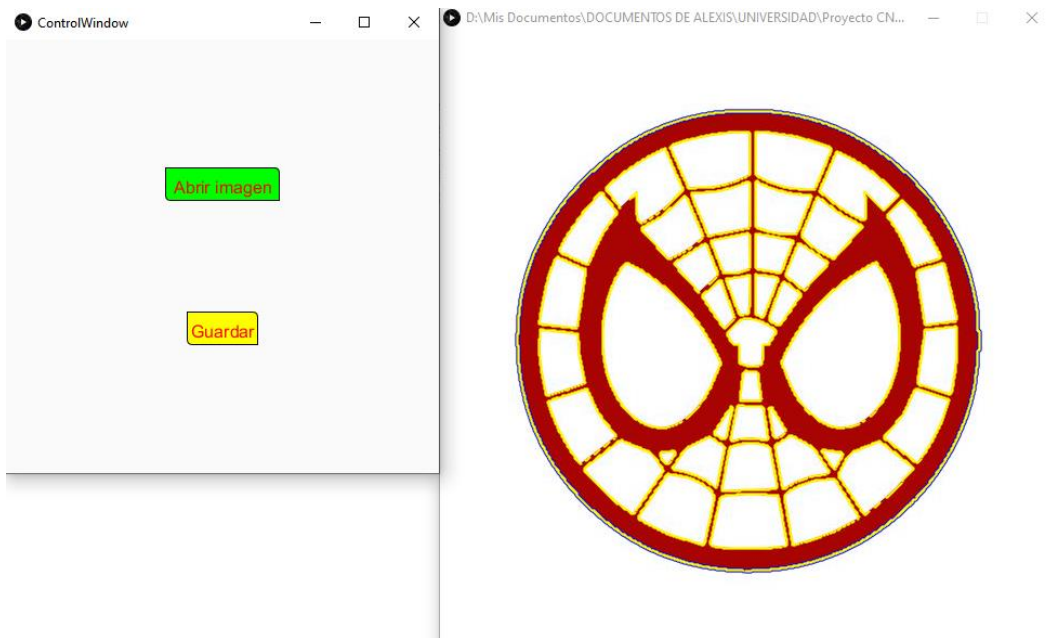 ControlWindow
D:\Mis Documentos\DOCUMENTOS DE ALEXIS\UNIVERSIDAD\Proyecto CN...
Abrir imagen
Guardar